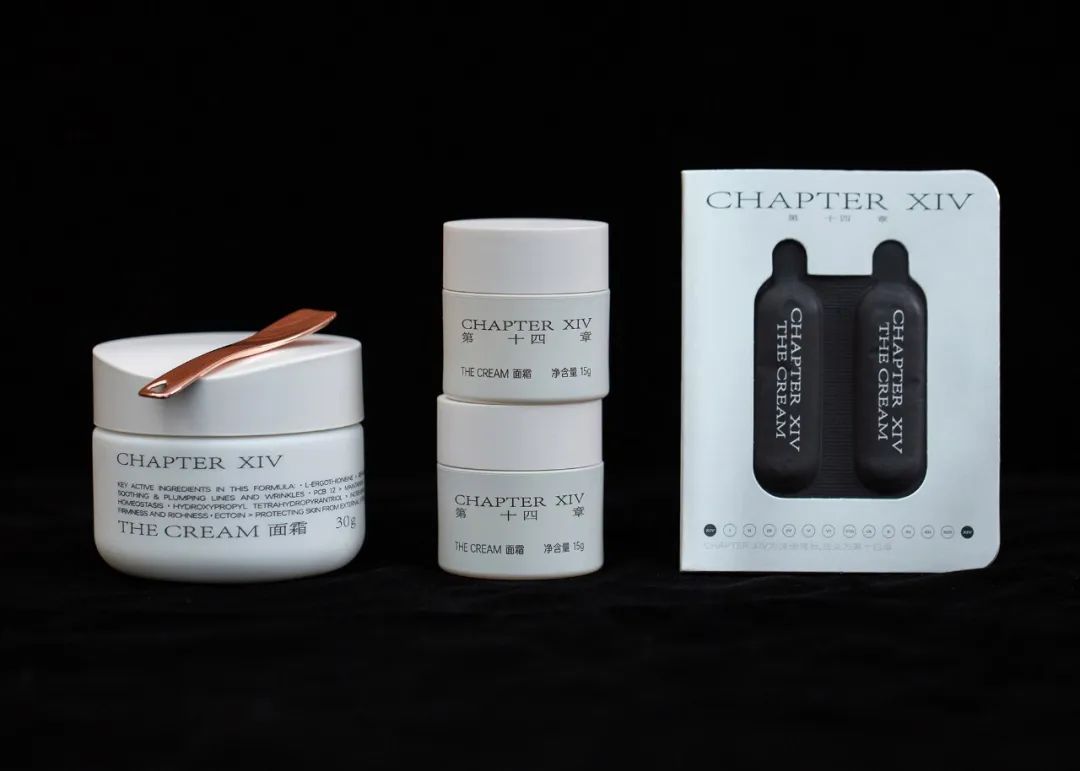 CHAPTER XIV
KEY ACTIVE INGREDIENTS IN THIS FORMULA: • L-ERGOTHIONEINE •
SOOTHING & PLUMPING LINES AND WRINKLES • PCB 12 >
HOMEOSTASIS • HYDROXYPROPYL TETRAHYDROPYRANTRIOL >
FIRMNESS AND RICHNESS • ECTOIN > PROTECTING SKIN FROM EXTERNAL
THE CREAM 面霜 30g
CHAPTER XIV
第 十四 章
THE CREAM 面霜 净含量 15g
CHAPTER XIV
第 十四 章
THE CREAM 面霜 净含量 15g
CHAPTER XIV
第 十四 章
CHAPTER XIV
THE CREAM
CHAPTER XIV
THE CREAM